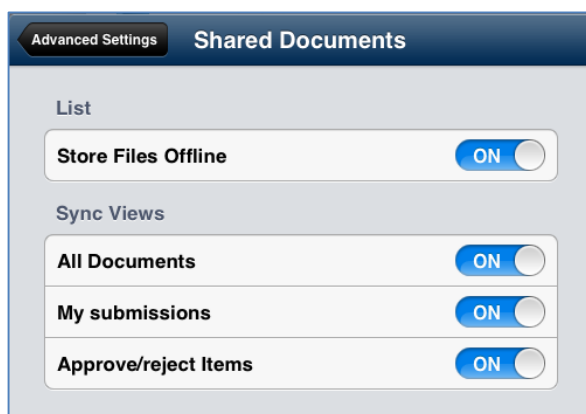 Advanced Settings
Shared Documents
List
Store Files Offline ON
Sync Views
All Documents ON
My submissions ON
Approve/reject Items ON